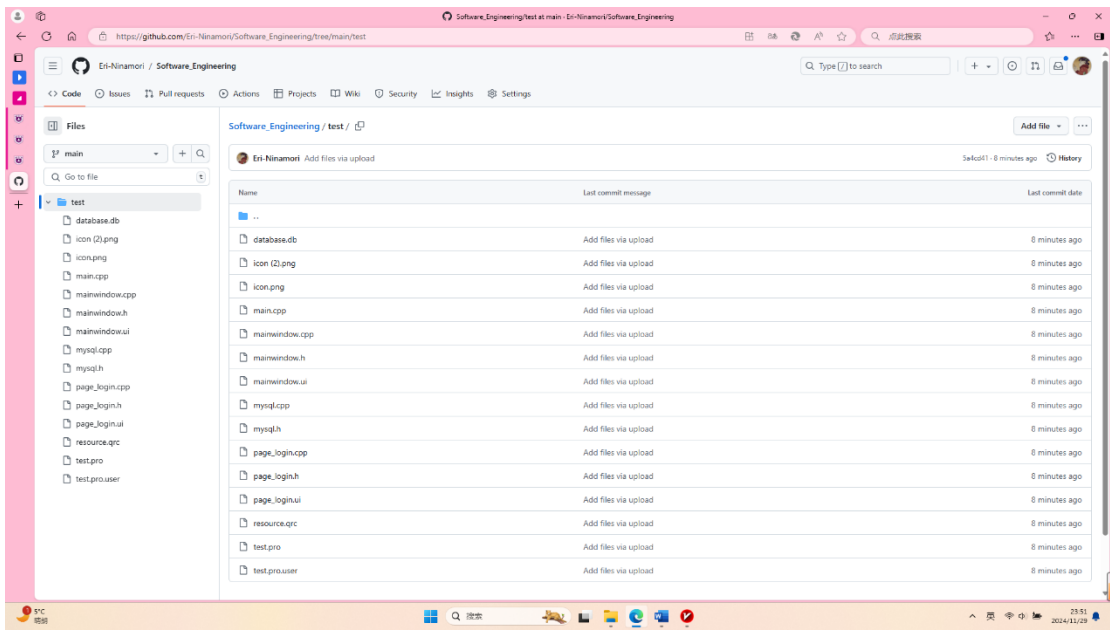 Software_Engineering/test at main · Eri-Ninamori/Software_Engineering
https://github.com/Eri-Ninamori/Software_Engineering/tree/main/test
点此搜索
Eri-Ninamori / Software_Engineering
Type / to search
Code Issues Pull requests Actions Projects Wiki Security Insights Settings
Files
Software_Engineering / test /
Add file
main
Eri-Ninamori Add files via upload
5a4cd41 · 8 minutes ago History
Go to file
t
Name Last commit message Last commit date
test
..
database.db
icon (2).png
icon.png
main.cpp
mainwindow.cpp
mainwindow.h
mainwindow.ui
mysql.cpp
mysql.h
page_login.cpp
page_login.h
page_login.ui
resource.qrc
test.pro
test.pro.user
database.db Add files via upload 8 minutes ago
icon (2).png Add files via upload 8 minutes ago
icon.png Add files via upload 8 minutes ago
main.cpp Add files via upload 8 minutes ago
mainwindow.cpp Add files via upload 8 minutes ago
mainwindow.h Add files via upload 8 minutes ago
mainwindow.ui Add files via upload 8 minutes ago
mysql.cpp Add files via upload 8 minutes ago
mysql.h Add files via upload 8 minutes ago
page_login.cpp Add files via upload 8 minutes ago
page_login.h Add files via upload 8 minutes ago
page_login.ui Add files via upload 8 minutes ago
resource.qrc Add files via upload 8 minutes ago
test.pro Add files via upload 8 minutes ago
test.pro.user Add files via upload 8 minutes ago
5°C
晴朗
搜索
英
23:51
2024/11/29